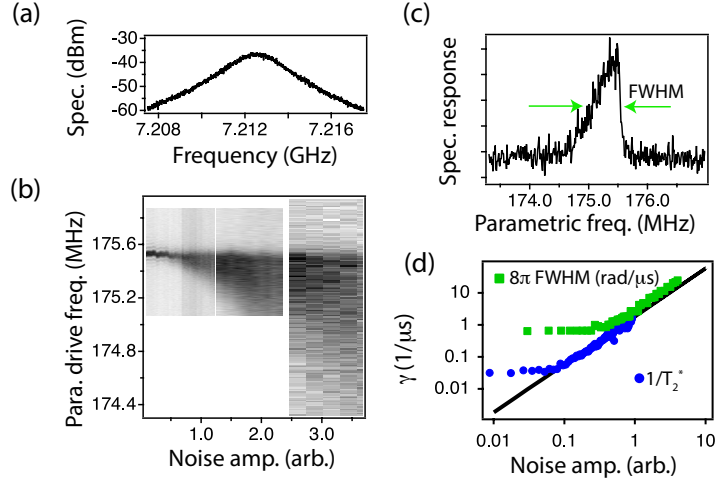 (a)
Spec. (dBm)
-30
-40
-50
-60
7.208
7.212
7.216
Frequency (GHz)
(b)
Para. drive freq. (MHz)
175.6
175.2
174.8
174.4
1.0
2.0
3.0
Noise amp. (arb.)
(c)
Spec. response
FWHM
174.0
175.0
176.0
Parametric freq. (MHz)
(d)
γ (1/μs)
10
1
0.1
0.01
8π FWHM (rad/μs)
1/T₂*
0.01
0.1
1
10
Noise amp. (arb.)